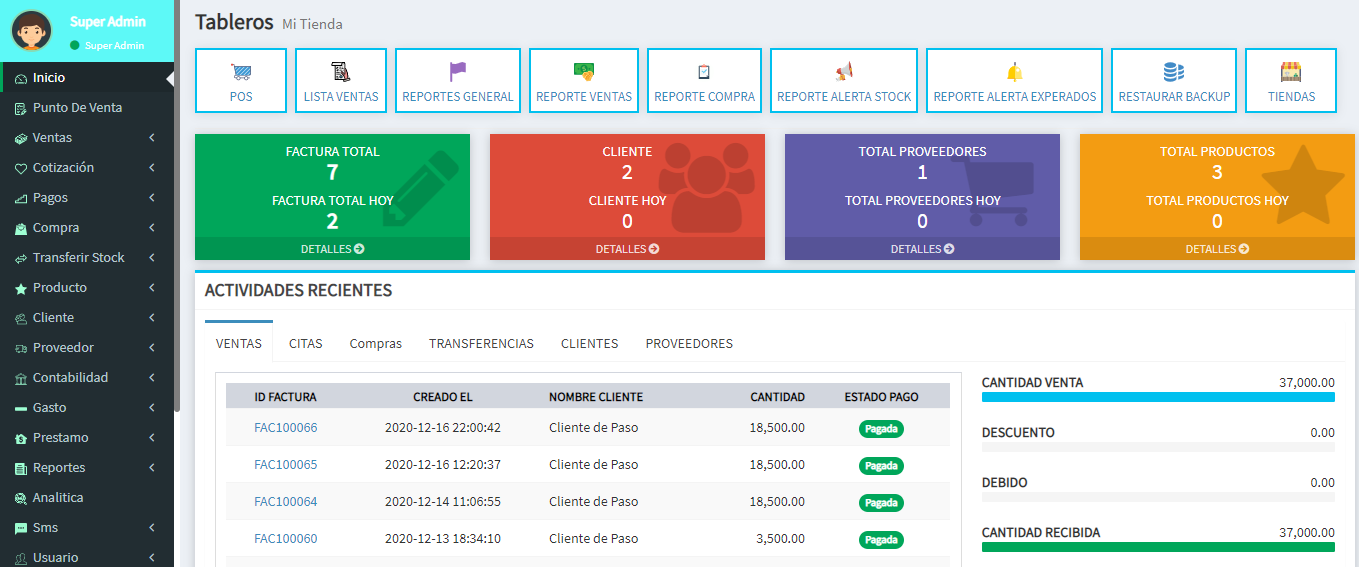 Super Admin
Super Admin
Inicio
Punto De Venta
Ventas
Cotización
Pagos
Compra
Transferir Stock
Producto
Cliente
Proveedor
Contabilidad
Gasto
Prestamo
Reportes
Analitica
Sms
Usuario
Tableros Mi Tienda
POS
LISTA VENTAS
REPORTES GENERAL
REPORTE VENTAS
REPORTE COMPRA
REPORTE ALERTA STOCK
REPORTE ALERTA EXPERADOS
RESTAURAR BACKUP
TIENDAS
FACTURA TOTAL
7
FACTURA TOTAL HOY
2
DETALLES
CLIENTE
2
CLIENTE HOY
0
DETALLES
TOTAL PROVEEDORES
1
TOTAL PROVEEDORES HOY
0
DETALLES
TOTAL PRODUCTOS
3
TOTAL PRODUCTOS HOY
0
DETALLES
ACTIVIDADES RECIENTES
VENTAS CITAS Compras TRANSFERENCIAS CLIENTES PROVEEDORES
ID FACTURA CREADO EL NOMBRE CLIENTE CANTIDAD ESTADO PAGO
FAC100066 2020-12-16 22:00:42 Cliente de Paso 18,500.00 Pagada
FAC100065 2020-12-16 12:20:37 Cliente de Paso 18,500.00 Pagada
FAC100064 2020-12-14 11:06:55 Cliente de Paso 18,500.00 Pagada
FAC100060 2020-12-13 18:34:10 Cliente de Paso 3,500.00 Pagada
CANTIDAD VENTA 37,000.00
DESCUENTO 0.00
DEBIDO 0.00
CANTIDAD RECIBIDA 37,000.00